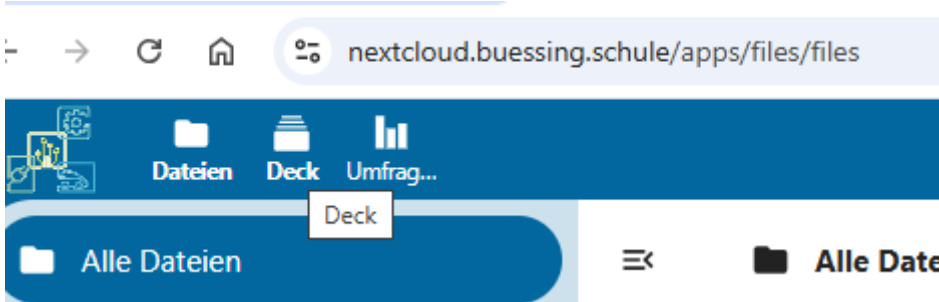 nextcloud.buessing.schule/apps/files/files
Dateien Deck Umfrag...
Deck
Alle Dateien
Alle Date